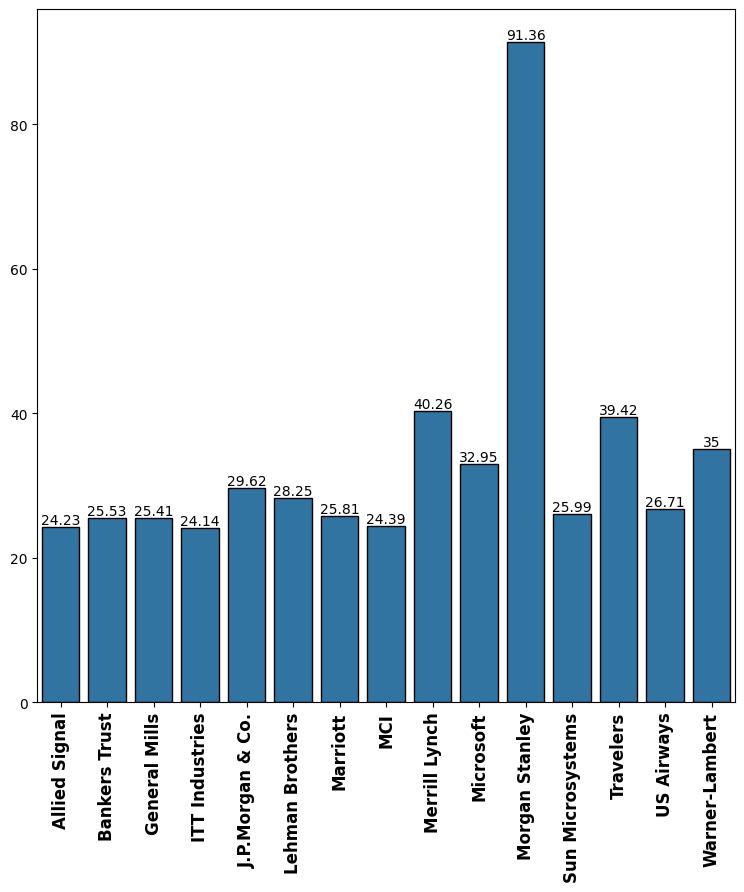 91.36
80
60
40
20
0
24.23
25.53
25.41
24.14
29.62
28.25
25.81
24.39
40.26
32.95
25.99
39.42
26.71
35
Allied Signal
Bankers Trust
General Mills
ITT Industries
J.P.Morgan & Co.
Lehman Brothers
Marriott
MCI
Merrill Lynch
Microsoft
Morgan Stanley
Sun Microsystems
Travelers
US Airways
Warner-Lambert